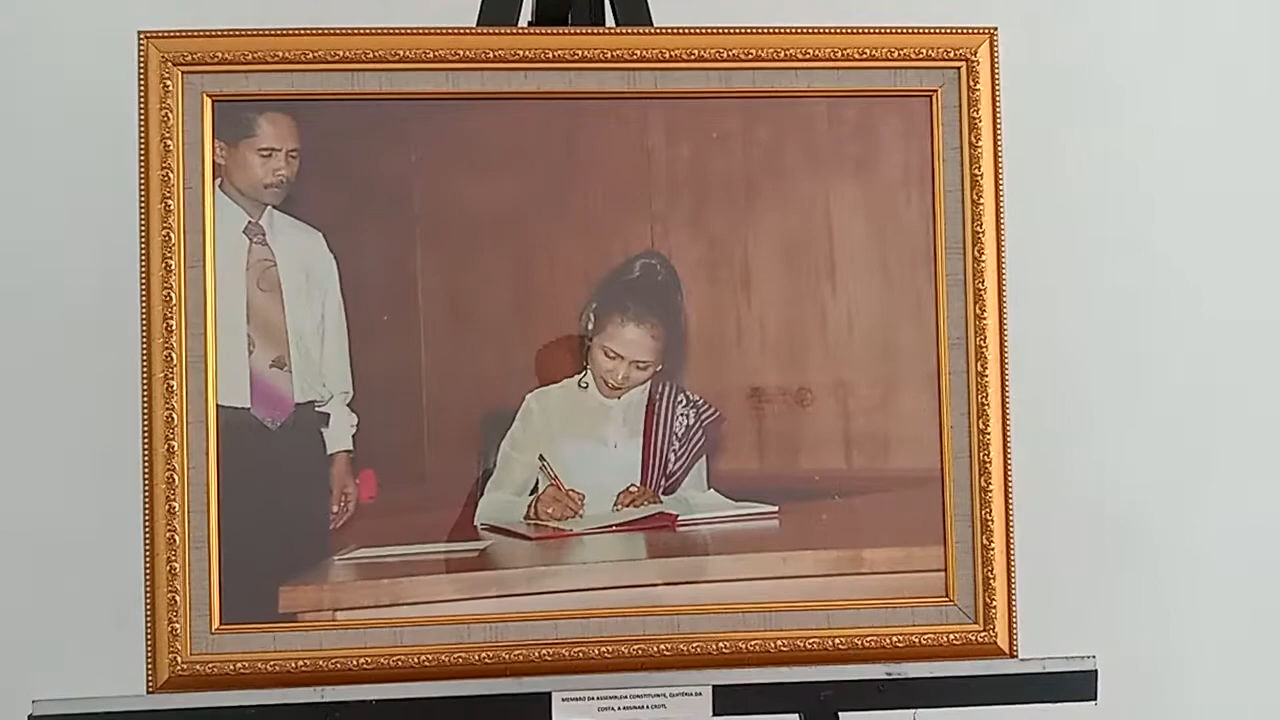 MEMBRO DA ASSEMBLEIA CONSTITUINTE, QUITÉRIA DA
COSTA, A ASSINAR A CRDTL